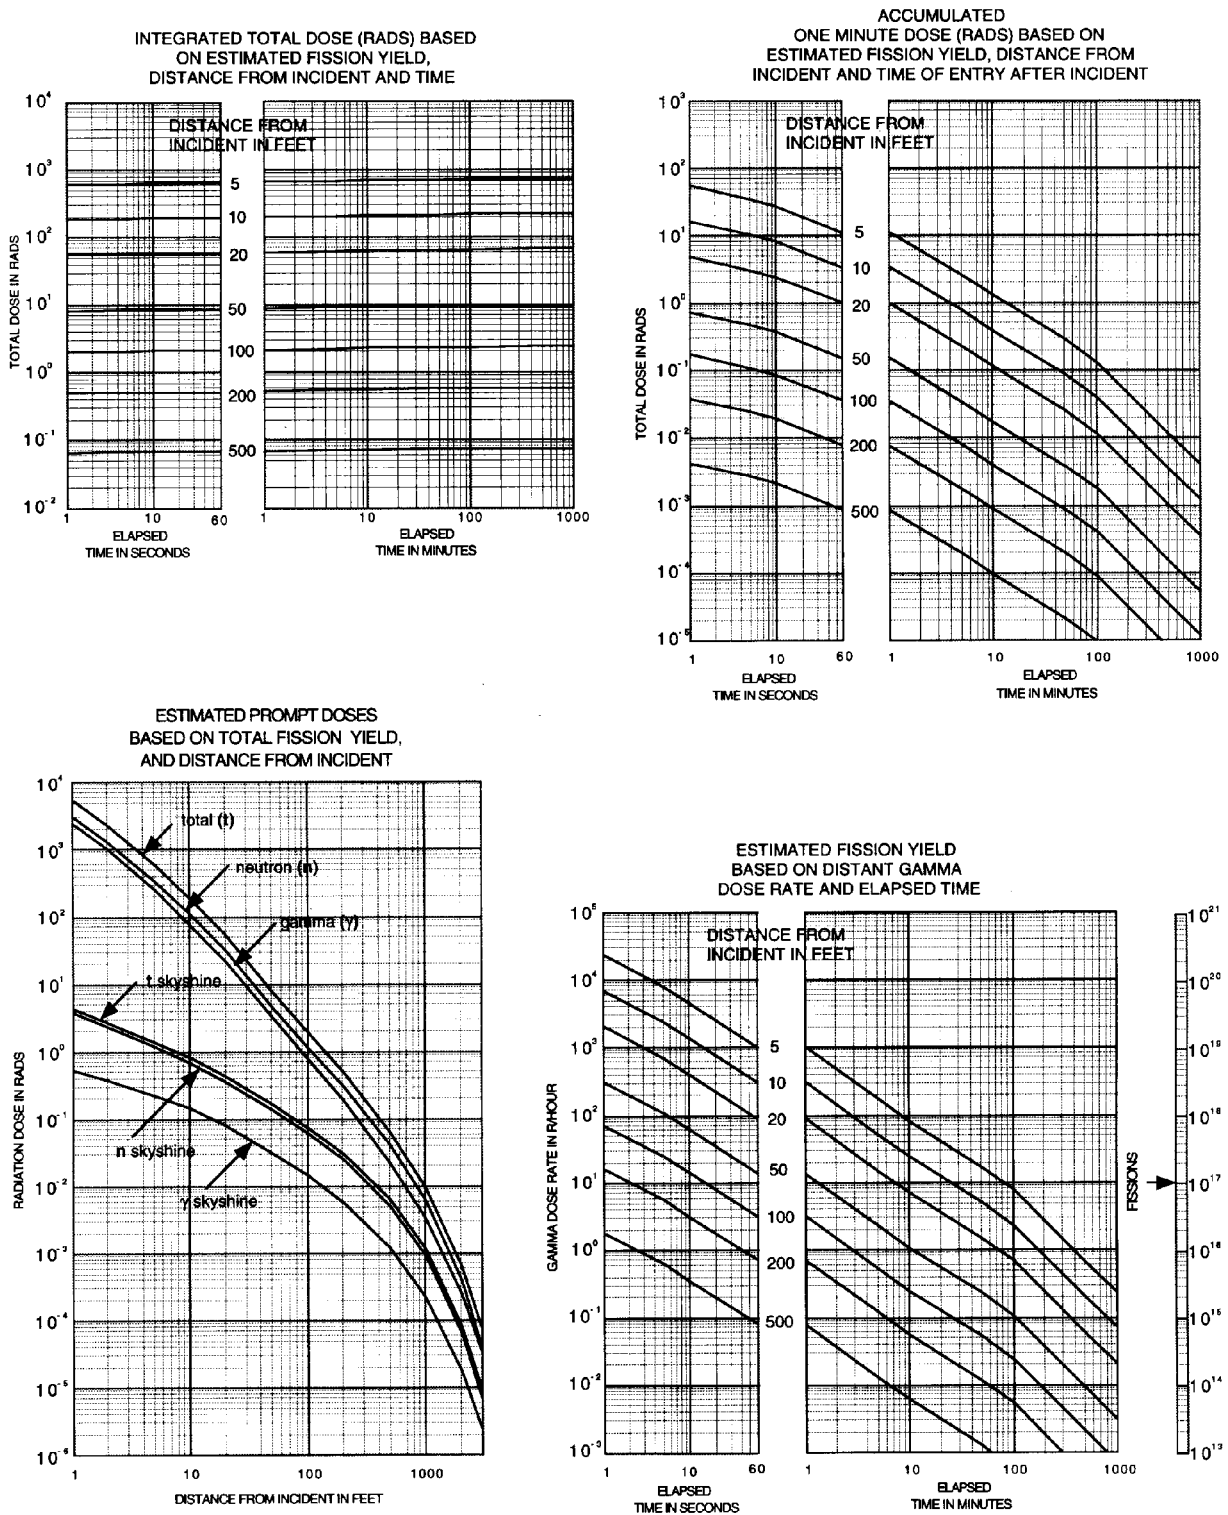 INTEGRATED TOTAL DOSE (RADS) BASED
ON ESTIMATED FISSION YIELD,
DISTANCE FROM INCIDENT AND TIME
DISTANCE FROM
INCIDENT IN FEET
TOTAL DOSE IN RADS
10⁴
10³
10²
10¹
10⁰
10⁻¹
10⁻²
5
10
20
50
100
200
500
1 10 60
1 10 100 1000
ELAPSED
TIME IN SECONDS
ELAPSED
TIME IN MINUTES
ACCUMULATED
ONE MINUTE DOSE (RADS) BASED ON
ESTIMATED FISSION YIELD, DISTANCE FROM
INCIDENT AND TIME OF ENTRY AFTER INCIDENT
DISTANCE FROM
INCIDENT IN FEET
TOTAL DOSE IN RADS
10³
10²
10¹
10⁰
10⁻¹
10⁻²
10⁻³
10⁻⁴
10⁻⁵
5
10
20
50
100
200
500
1 10 60
1 10 100 1000
ELAPSED
TIME IN SECONDS
ELAPSED
TIME IN MINUTES
ESTIMATED PROMPT DOSES
BASED ON TOTAL FISSION YIELD,
AND DISTANCE FROM INCIDENT
RADIATION DOSE IN RADS
10⁴
10³
10²
10¹
10⁰
10⁻¹
10⁻²
10⁻³
10⁻⁴
10⁻⁵
10⁻⁶
total (t)
neutron (n)
gamma (γ)
t skyshine
n skyshine
γ skyshine
1 10 100 1000
DISTANCE FROM INCIDENT IN FEET
ESTIMATED FISSION YIELD
BASED ON DISTANT GAMMA
DOSE RATE AND ELAPSED TIME
DISTANCE FROM
INCIDENT IN FEET
GAMMA DOSE RATE IN R/HOUR
10⁵
10⁴
10³
10²
10¹
10⁰
10⁻¹
10⁻²
10⁻³
5
10
20
50
100
200
500
1 10 60
1 10 100 1000
ELAPSED
TIME IN SECONDS
ELAPSED
TIME IN MINUTES
FISSIONS
10²¹
10²⁰
10¹⁹
10¹⁸
10¹⁷
10¹⁶
10¹⁵
10¹⁴
10¹³